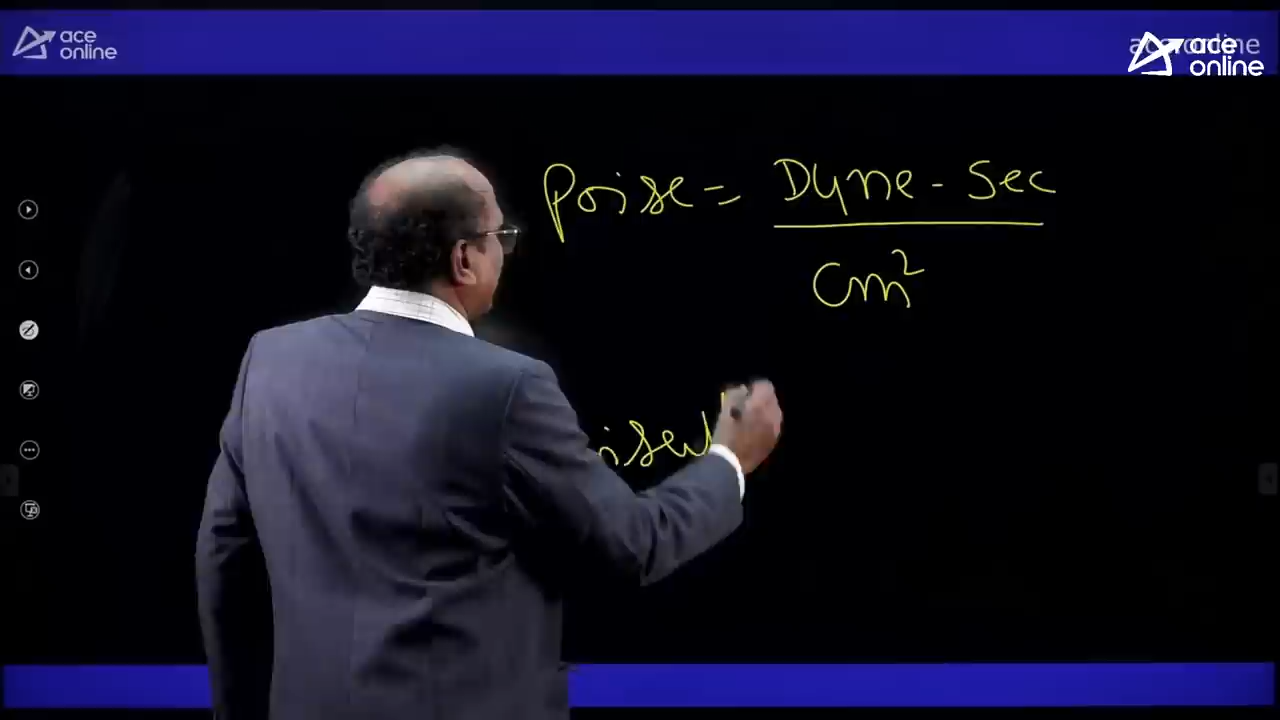 ace
online
ace
online
Poise = Dyne - Sec
cm²